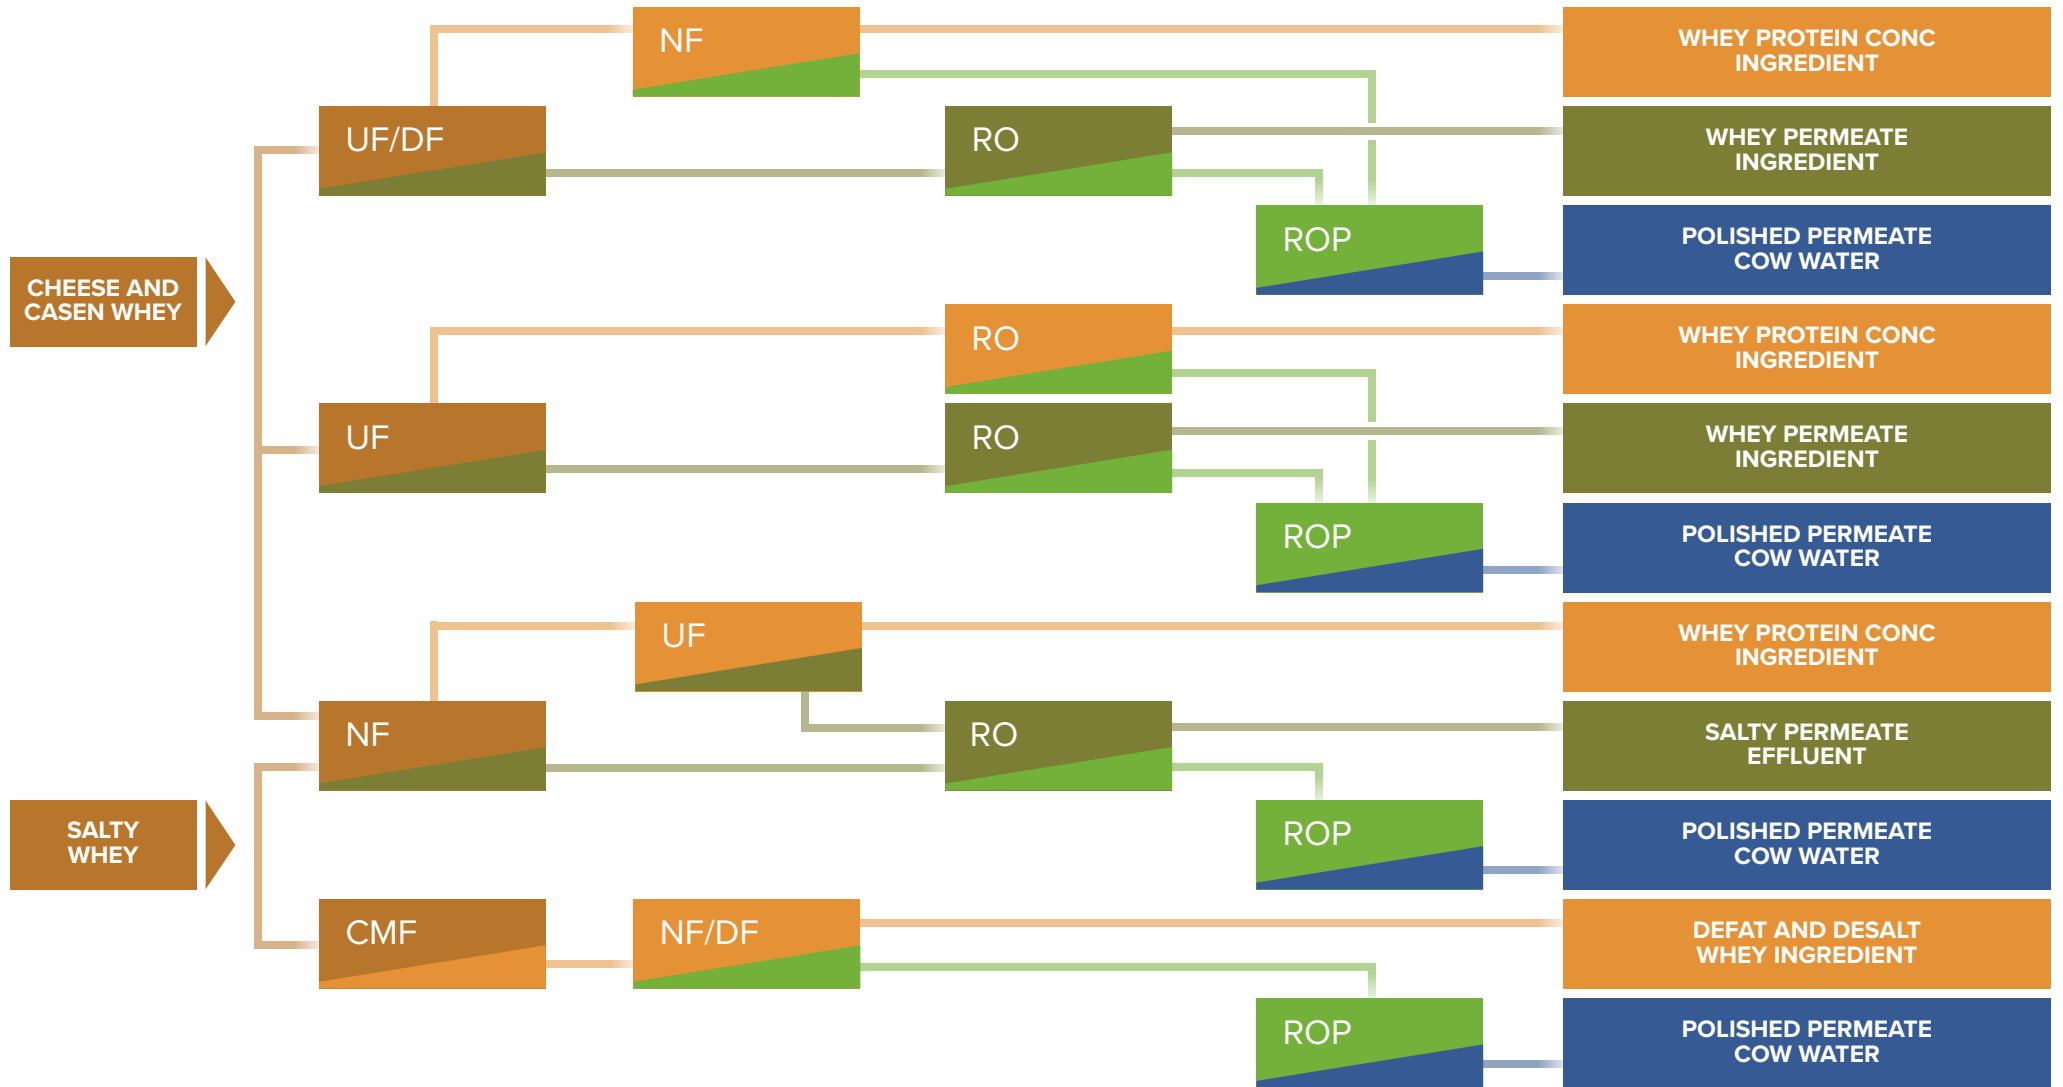 NF
WHEY PROTEIN CONC
INGREDIENT
UF/DF
RO
WHEY PERMEATE
INGREDIENT
ROP
POLISHED PERMEATE
COW WATER
CHEESE AND
CASEN WHEY
RO
WHEY PROTEIN CONC
INGREDIENT
UF
RO
WHEY PERMEATE
INGREDIENT
ROP
POLISHED PERMEATE
COW WATER
UF
WHEY PROTEIN CONC
INGREDIENT
NF
RO
SALTY PERMEATE
EFFLUENT
SALTY
WHEY
ROP
POLISHED PERMEATE
COW WATER
CMF
NF/DF
DEFAT AND DESALT
WHEY INGREDIENT
ROP
POLISHED PERMEATE
COW WATER